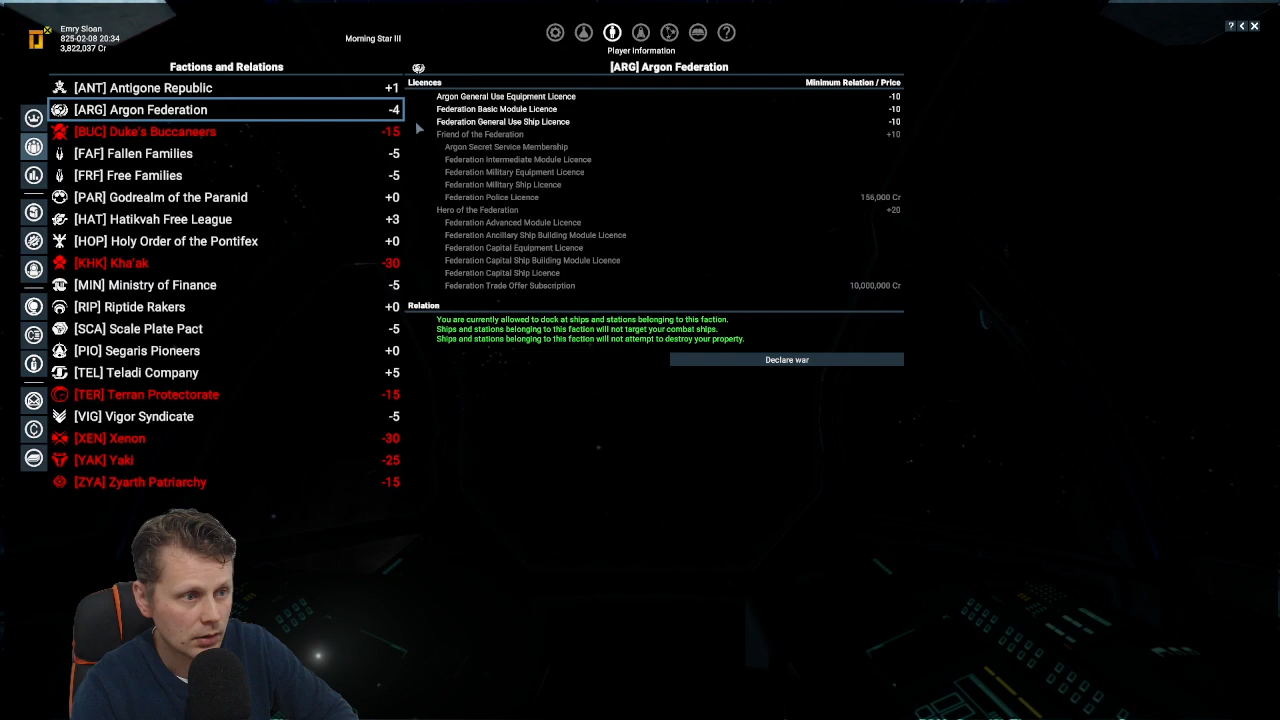 Emry Sloan
825-02-08 20:34
3,822,037 Cr
Morning Star III
Player Information
Factions and Relations
[ANT] Antigone Republic +1
[ARG] Argon Federation -4
[BUC] Duke's Buccaneers -15
[FAF] Fallen Families -5
[FRF] Free Families -5
[PAR] Godrealm of the Paranid +0
[HAT] Hatikvah Free League +3
[HOP] Holy Order of the Pontifex +0
[KHK] Kha'ak -30
[MIN] Ministry of Finance -5
[RIP] Riptide Rakers +0
[SCA] Scale Plate Pact -5
[PIO] Segaris Pioneers +0
[TEL] Teladi Company +5
[TER] Terran Protectorate -15
[VIG] Vigor Syndicate -5
[XEN] Xenon -30
[YAK] Yaki -25
[ZYA] Zyarth Patriarchy -15
[ARG] Argon Federation
Licences Minimum Relation / Price
Argon General Use Equipment Licence -10
Federation Basic Module Licence -10
Federation General Use Ship Licence -10
Friend of the Federation +10
Argon Secret Service Membership
Federation Intermediate Module Licence
Federation Military Equipment Licence
Federation Military Ship Licence
Federation Police Licence 156,000 Cr
Hero of the Federation +20
Federation Advanced Module Licence
Federation Ancillary Ship Building Module Licence
Federation Capital Equipment Licence
Federation Capital Ship Building Module Licence
Federation Capital Ship Licence
Federation Trade Offer Subscription 10,000,000 Cr
Relation
You are currently allowed to dock at ships and stations belonging to this faction.
Ships and stations belonging to this faction will not target your combat ships.
Ships and stations belonging to this faction will not attempt to destroy your property.
Declare war